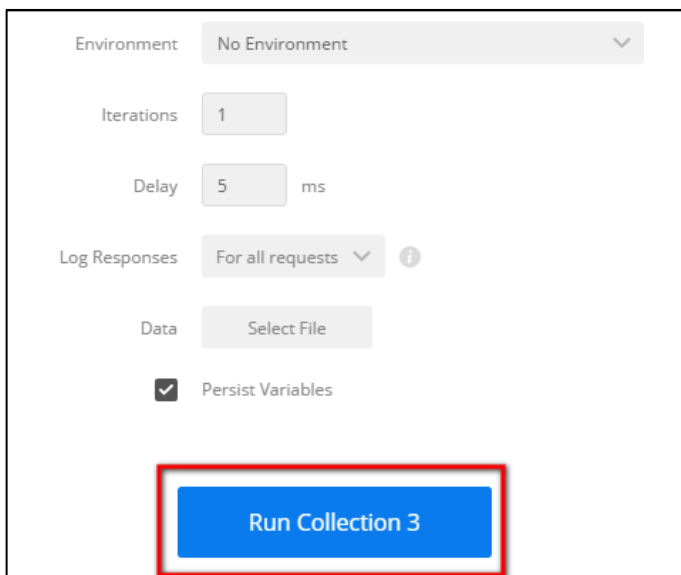 Environment No Environment
Iterations 1
Delay 5 ms
Log Responses For all requests
Data Select File
Persist Variables
Run Collection 3